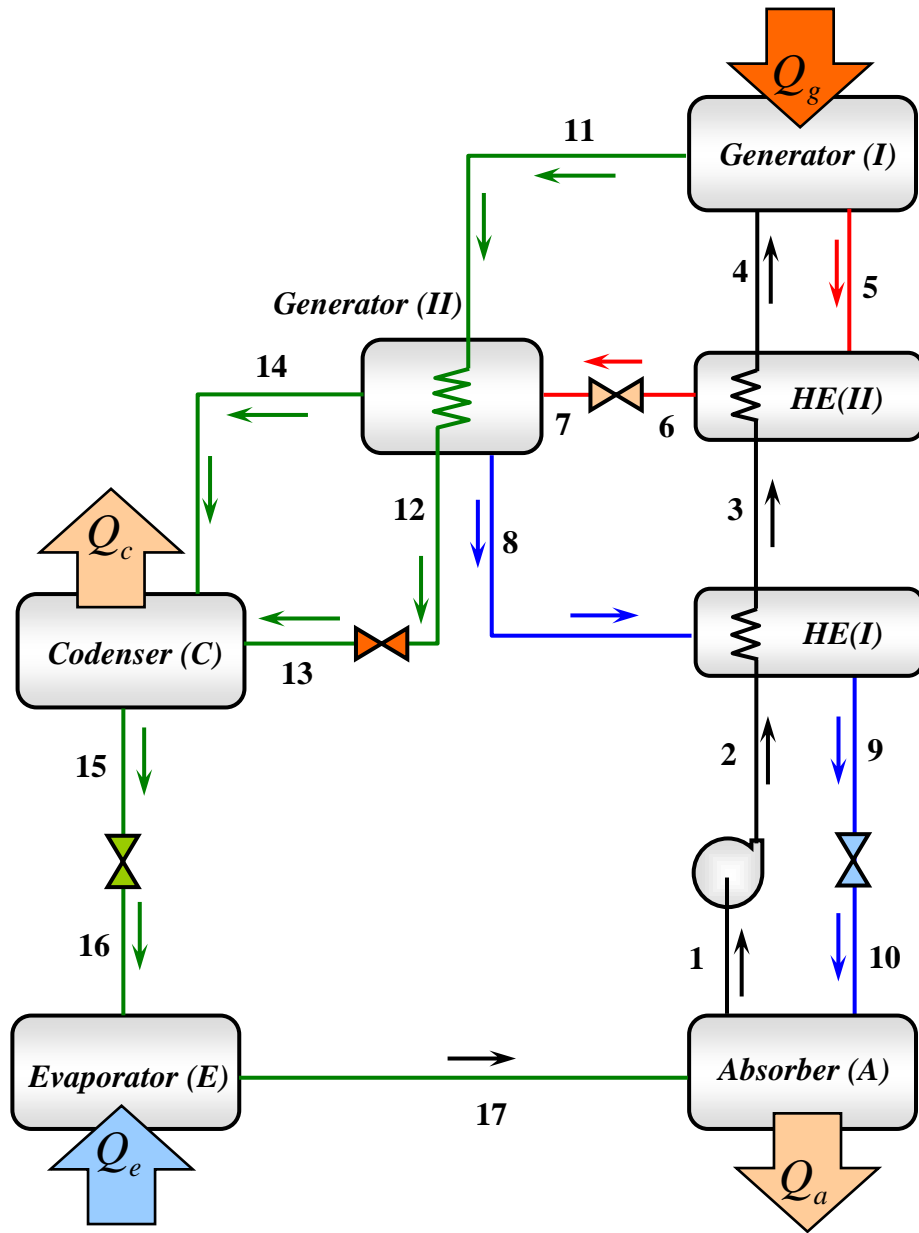 Q_g
11
Generator (I)
4
5
Generator (II)
14
HE(II)
7
6
12
3
Q_c
8
Codenser (C)
HE(I)
13
15
2
9
16
1
10
Evaporator (E)
Absorber (A)
17
Q_e
Q_a